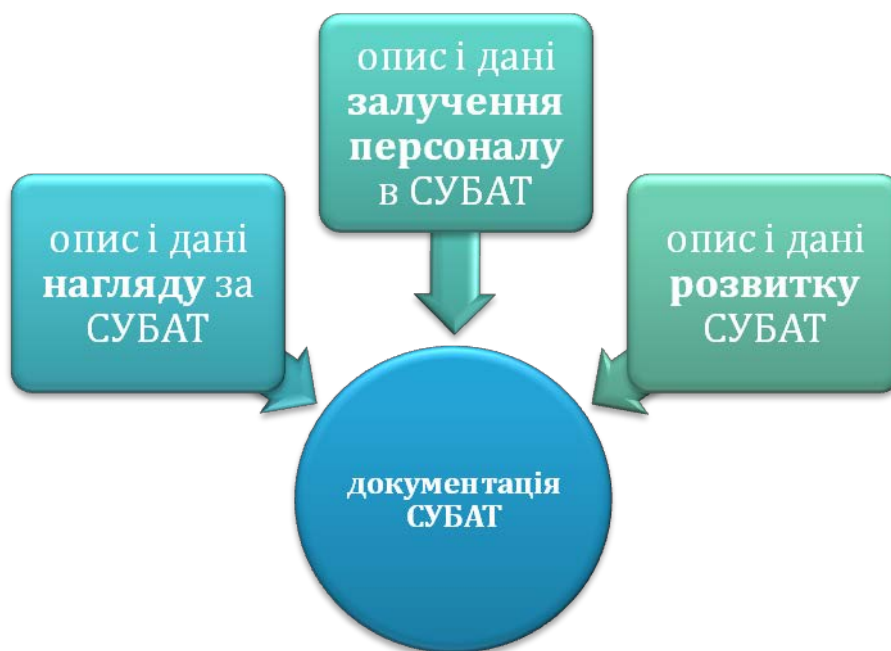 опис і дані
нагляду за
СУБАТ
опис і дані
залучення
персоналу
в СУБАТ
опис і дані
розвитку
СУБАТ
документація
СУБАТ